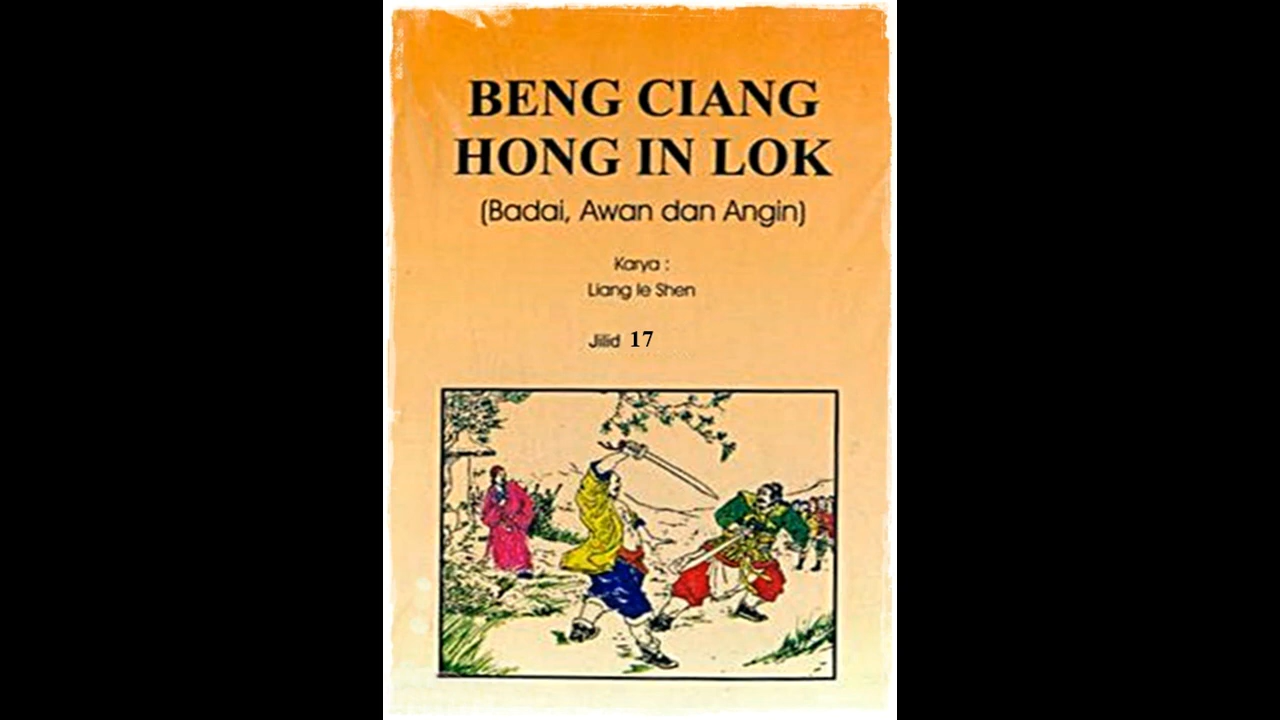 BENG CIANG
HONG IN LOK
(Badai, Awan dan Angin)
Karya :
Liang Ie Shen
Jilid 17